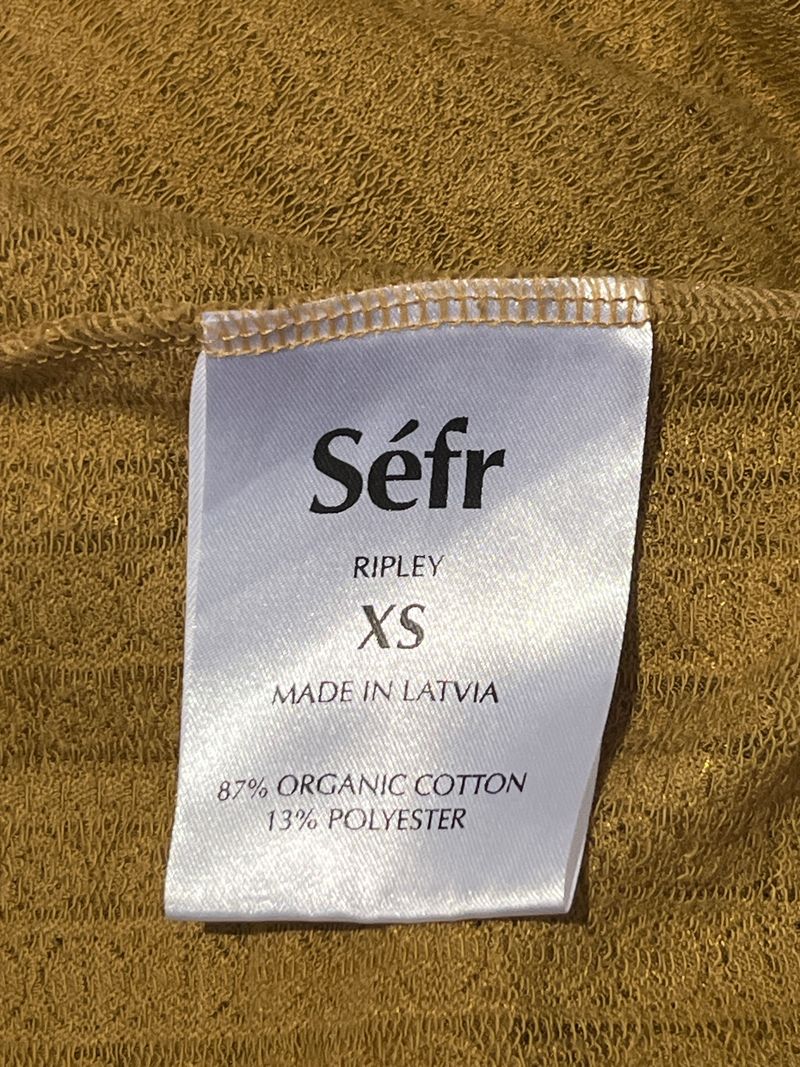 Séfr
RIPLEY
XS
MADE IN LATVIA
87% ORGANIC COTTON
13% POLYESTER